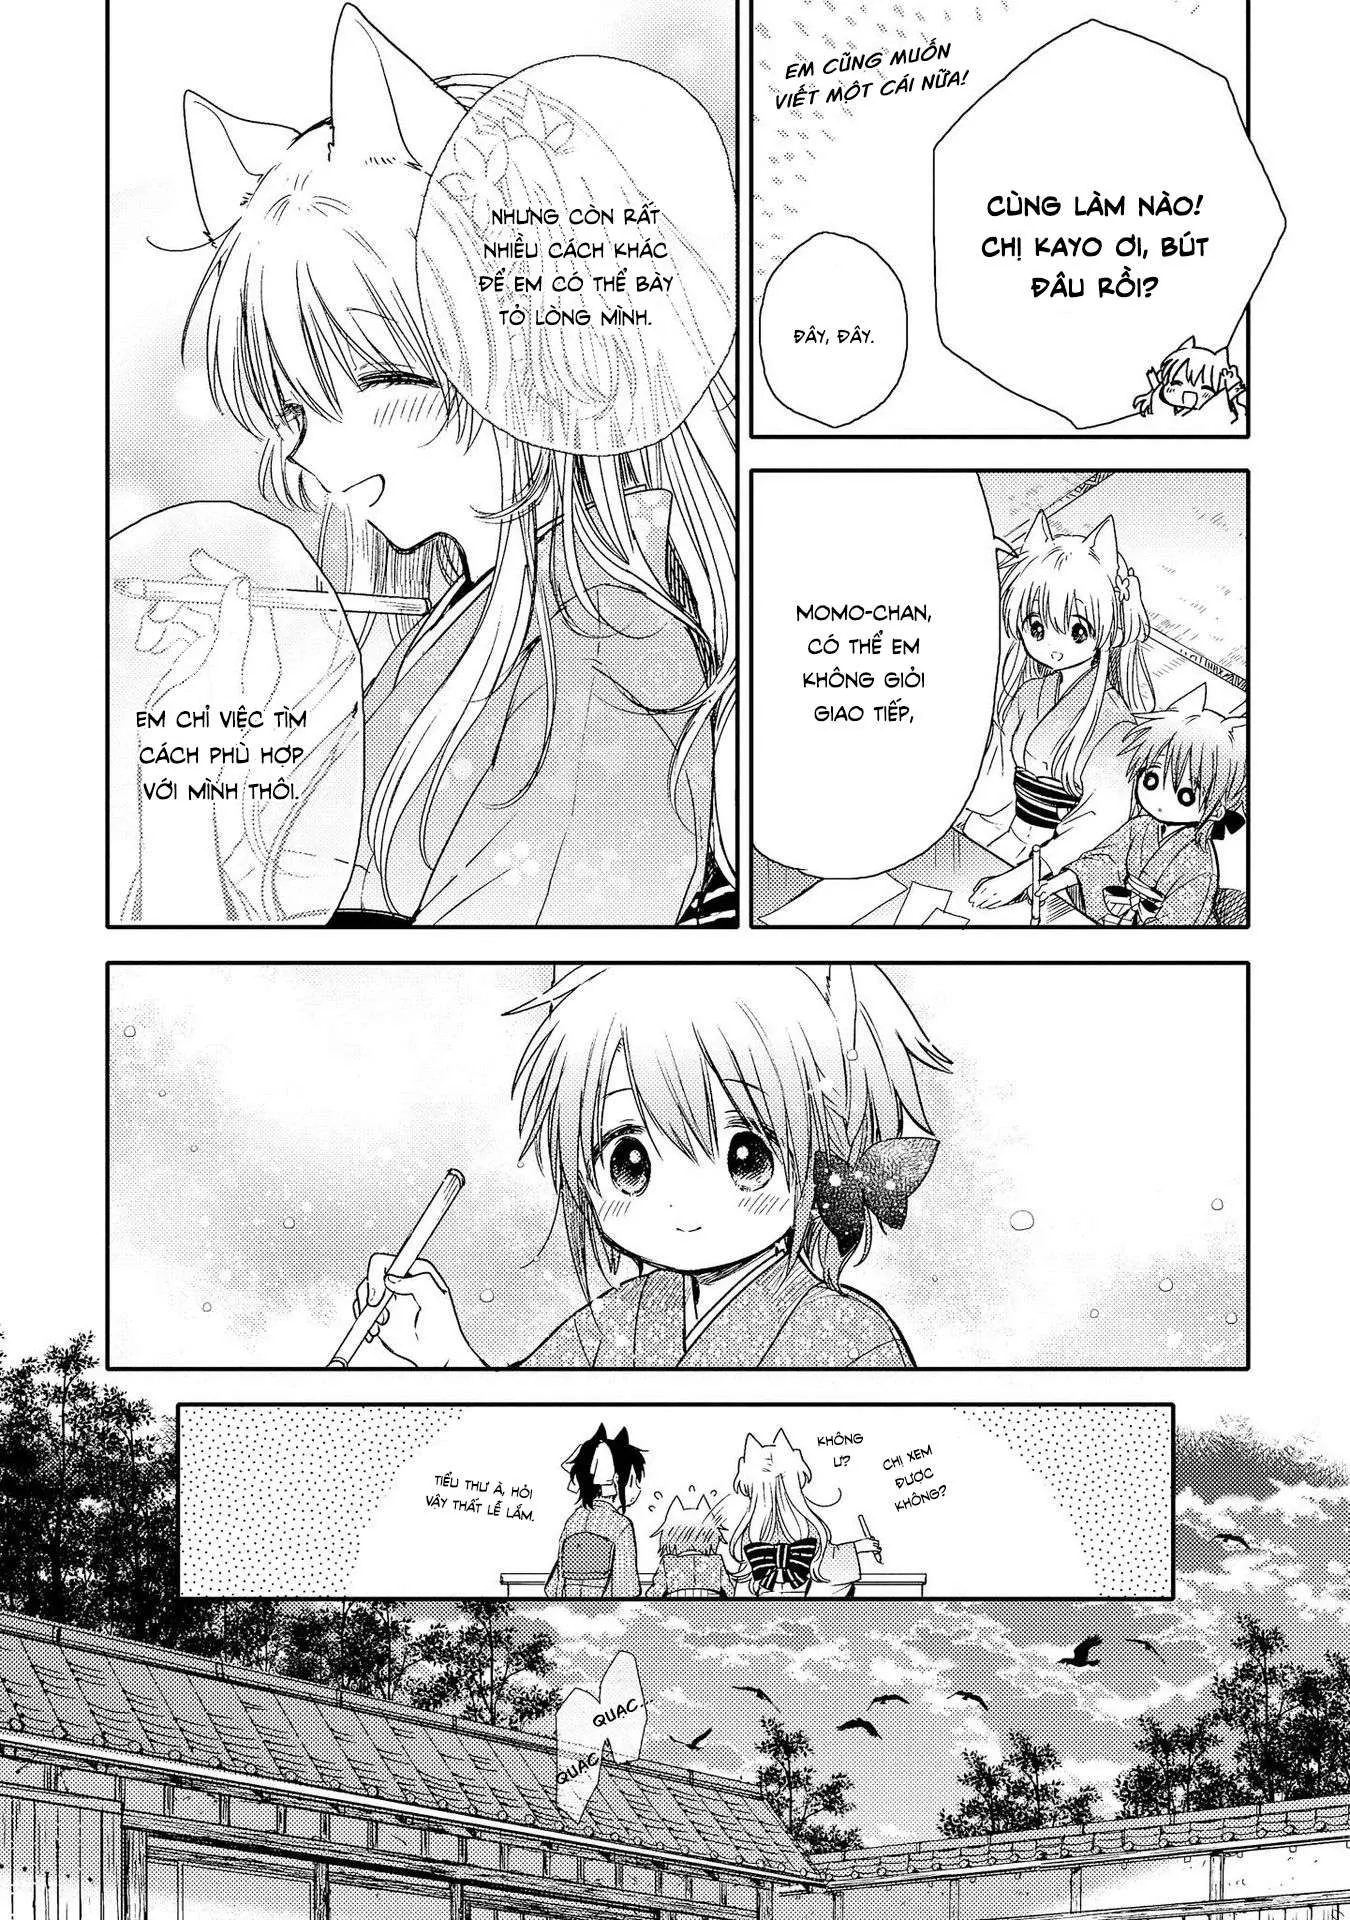 EM CŨNG MUỐN
VIẾT MỘT CÁI NỮA!
CÙNG LÀM NÀO!
CHỊ KAYO ƠI, BÚT
ĐÂU RỒI?
ĐÂY, ĐÂY.
MOMO-CHAN,
CÓ THỂ EM
KHÔNG GIỎI
GIAO TIẾP,
NHƯNG CÒN RẤT
NHIỀU CÁCH KHÁC
ĐỂ EM CÓ THỂ BÀY
TỎ LÒNG MÌNH.
EM CHỈ VIỆC TÌM
CÁCH PHÙ HỢP
VỚI MÌNH THÔI.
CHỊ XEM
ĐƯỢC
KHÔNG?
KHÔNG
Ư?
TIỂU THƯ À, HỎI
VẬY THẤT LỄ LẮM.
QUẠC...
QUẠC